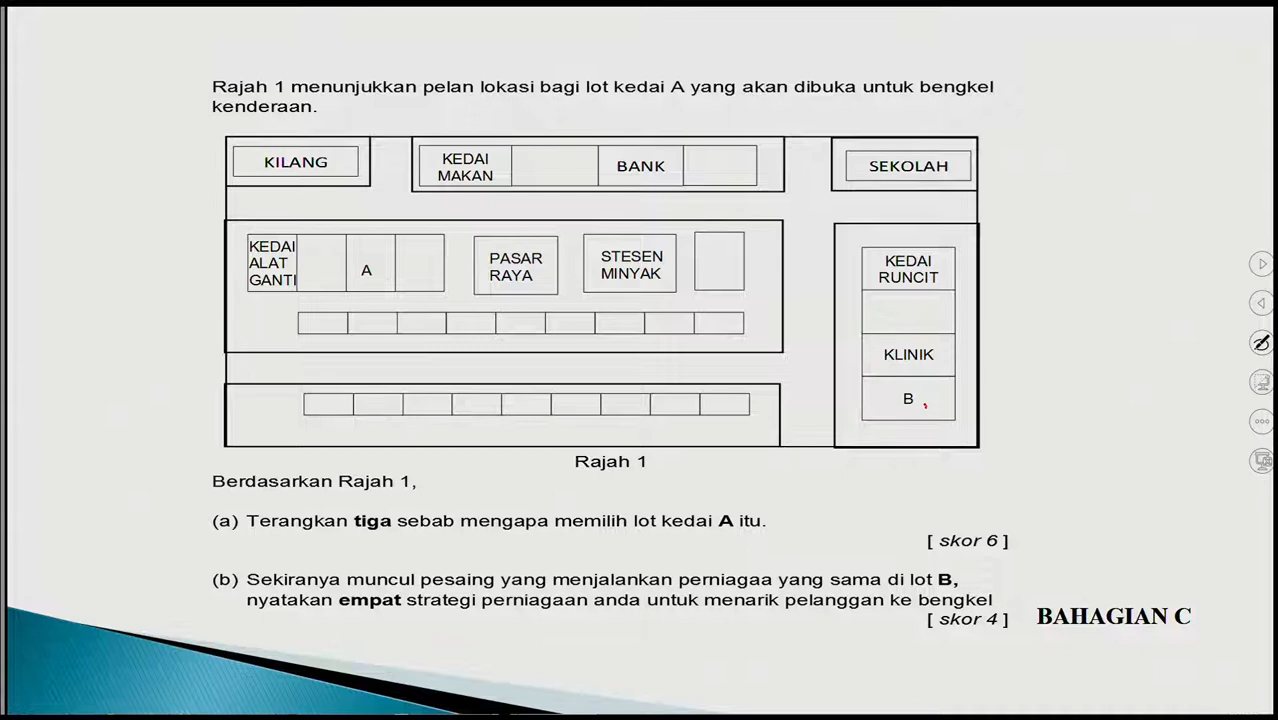 Rajah 1 menunjukkan pelan lokasi bagi lot kedai A yang akan dibuka untuk bengkel
kenderaan.
KILANG
KEDAI
MAKAN
BANK
SEKOLAH
KEDAI
ALAT
GANTI
A
PASAR
RAYA
STESEN
MINYAK
KEDAI
RUNCIT
KLINIK
B
Rajah 1
Berdasarkan Rajah 1,
(a) Terangkan tiga sebab mengapa memilih lot kedai A itu.
[ skor 6 ]
(b) Sekiranya muncul pesaing yang menjalankan perniagaa yang sama di lot B,
nyatakan empat strategi perniagaan anda untuk menarik pelanggan ke bengkel
[ skor 4 ]
BAHAGIAN C